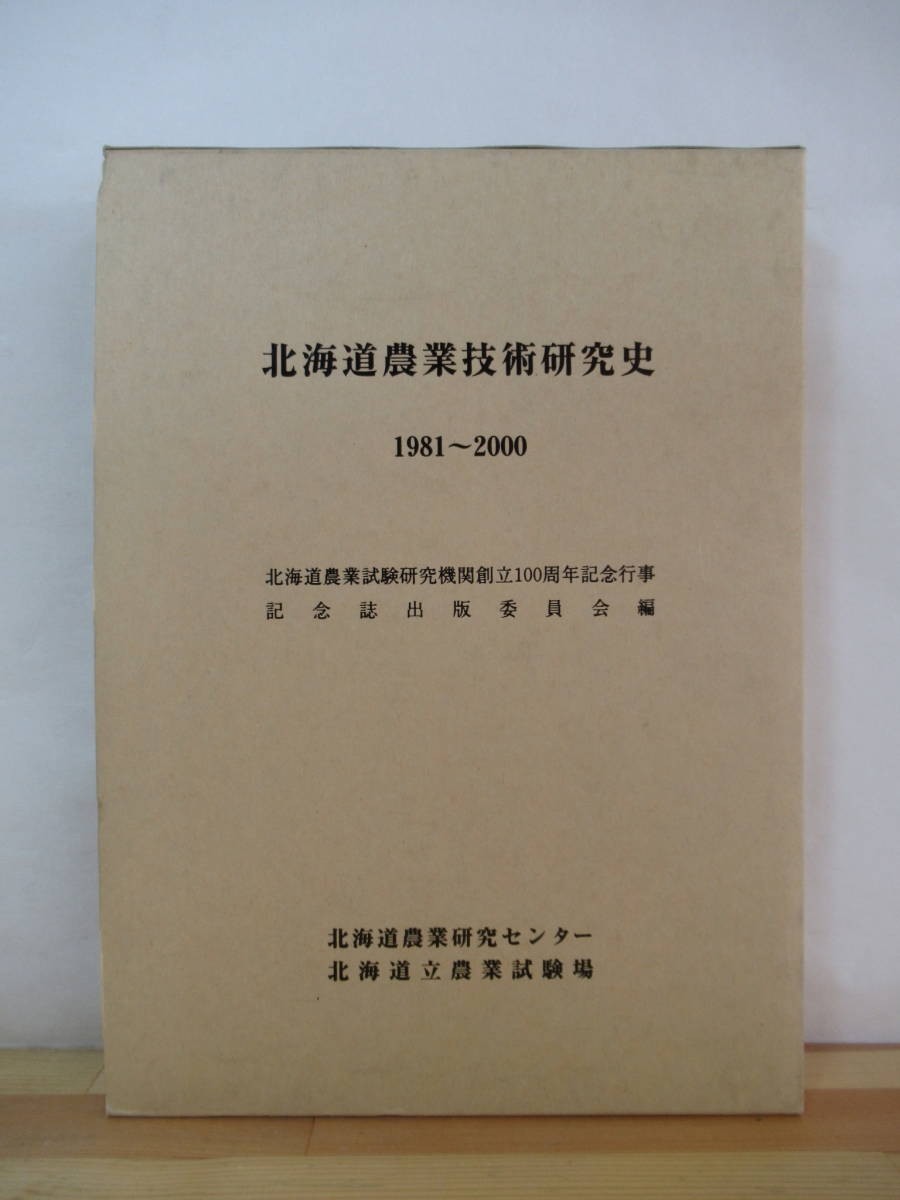 北海道農業技術研究史
1981～2000
北海道農業試験研究機関創立100周年記念行事
記念誌出版委員会編
北海道農業研究センター
北海道立農業試験場